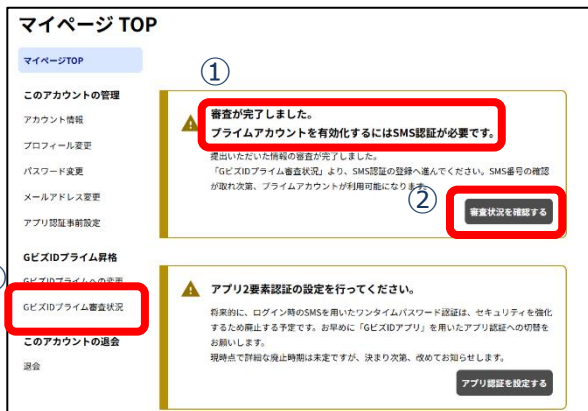 マイページ TOP
マイページTOP
このアカウントの管理
アカウント情報
プロフィール変更
パスワード変更
メールアドレス変更
アプリ認証事前設定
GビズIDプライム昇格
GビズIDプライムへの変更
GビズIDプライム審査状況
このアカウントの退会
退会
①
審査が完了しました。
プライムアカウントを有効化するにはSMS認証が必要です。
提出いただいた情報の審査が完了しました。
「GビズIDプライム審査状況」より、SMS認証の登録へ進んでください。SMS番号の確認
が取れ次第、プライムアカウントが利用可能になります。
②
審査状況を確認する
アプリ2要素認証の設定を行ってください。
将来的に、ログイン時のSMSを用いたワンタイムパスワード認証は、セキュリティを強化
するため廃止する予定です。お早めに「GビズIDアプリ」を用いたアプリ認証への切替を
お願いします。
現時点で詳細な廃止時期は未定ですが、決まり次第、改めてお知らせします。
アプリ認証を設定する